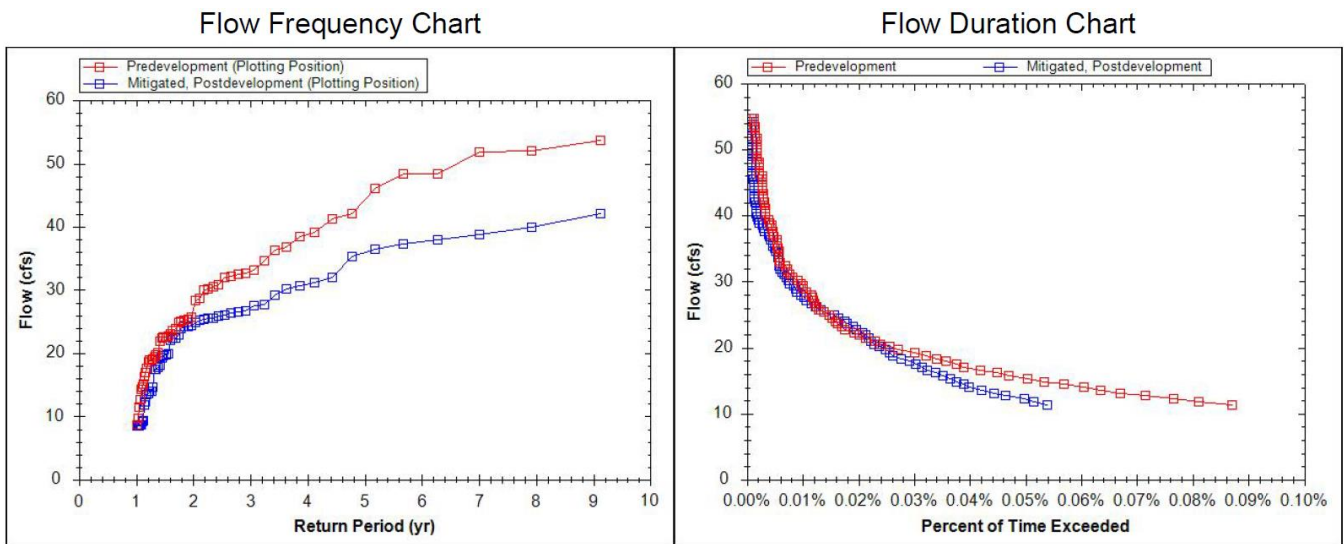 Flow Frequency Chart
Predevelopment (Plotting Position)
Mitigated, Postdevelopment (Plotting Position)
60
50
40
30
20
10
0
Flow (cfs)
0 1 2 3 4 5 6 7 8 9 10
Return Period (yr)
Flow Duration Chart
Predevelopment Mitigated, Postdevelopment
60
50
40
30
20
10
0
Flow (cfs)
0.00% 0.01% 0.02% 0.03% 0.04% 0.05% 0.06% 0.07% 0.08% 0.09% 0.10%
Percent of Time Exceeded